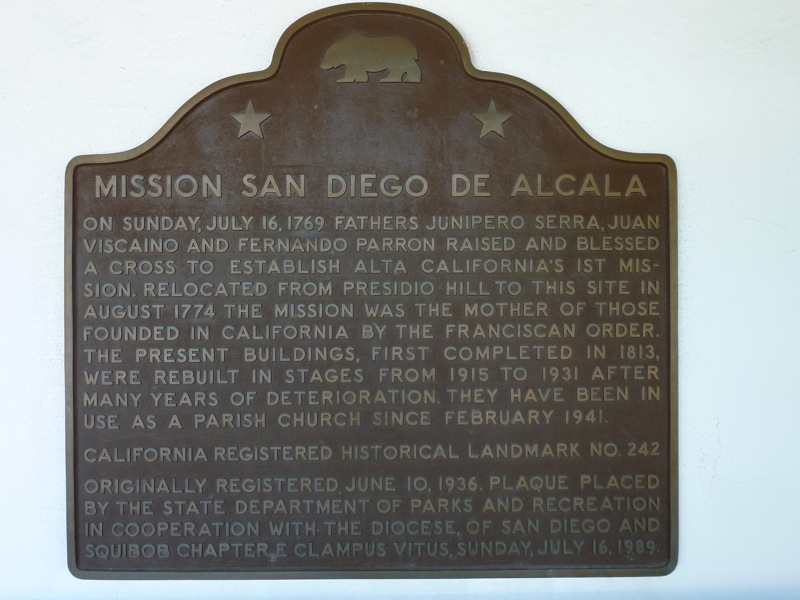 MISSION SAN DIEGO DE ALCALA
ON SUNDAY, JULY 16, 1769 FATHERS JUNIPERO SERRA, JUAN
VISCAINO AND FERNANDO PARRON RAISED AND BLESSED
A CROSS TO ESTABLISH ALTA CALIFORNIA'S 1ST MIS-
SION. RELOCATED FROM PRESIDIO HILL TO THIS SITE IN
AUGUST 1774 THE MISSION WAS THE MOTHER OF THOSE
FOUNDED IN CALIFORNIA BY THE FRANCISCAN ORDER.
THE PRESENT BUILDINGS, FIRST COMPLETED IN 1813,
WERE REBUILT IN STAGES FROM 1915 TO 1931 AFTER
MANY YEARS OF DETERIORATION. THEY HAVE BEEN IN
USE AS A PARISH CHURCH SINCE FEBRUARY 1941.
CALIFORNIA REGISTERED HISTORICAL LANDMARK NO. 242
ORIGINALLY REGISTERED JUNE 10, 1936. PLAQUE PLACED
BY THE STATE DEPARTMENT OF PARKS AND RECREATION
IN COOPERATION WITH THE DIOCESE, OF SAN DIEGO AND
SQUIBOB CHAPTER, E CLAMPUS VITUS, SUNDAY, JULY 16, 1989.